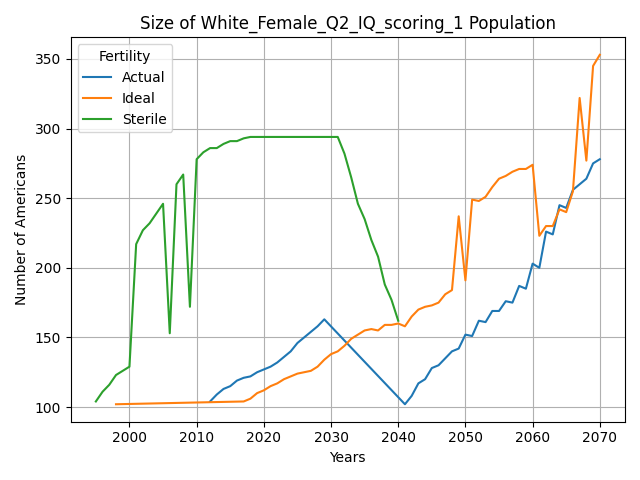 Size of White_Female_Q2_IQ_scoring_1 Population
Fertility
Actual
Ideal
Sterile
Number of Americans
350
300
250
200
150
100
2000 2010 2020 2030 2040 2050 2060 2070
Years